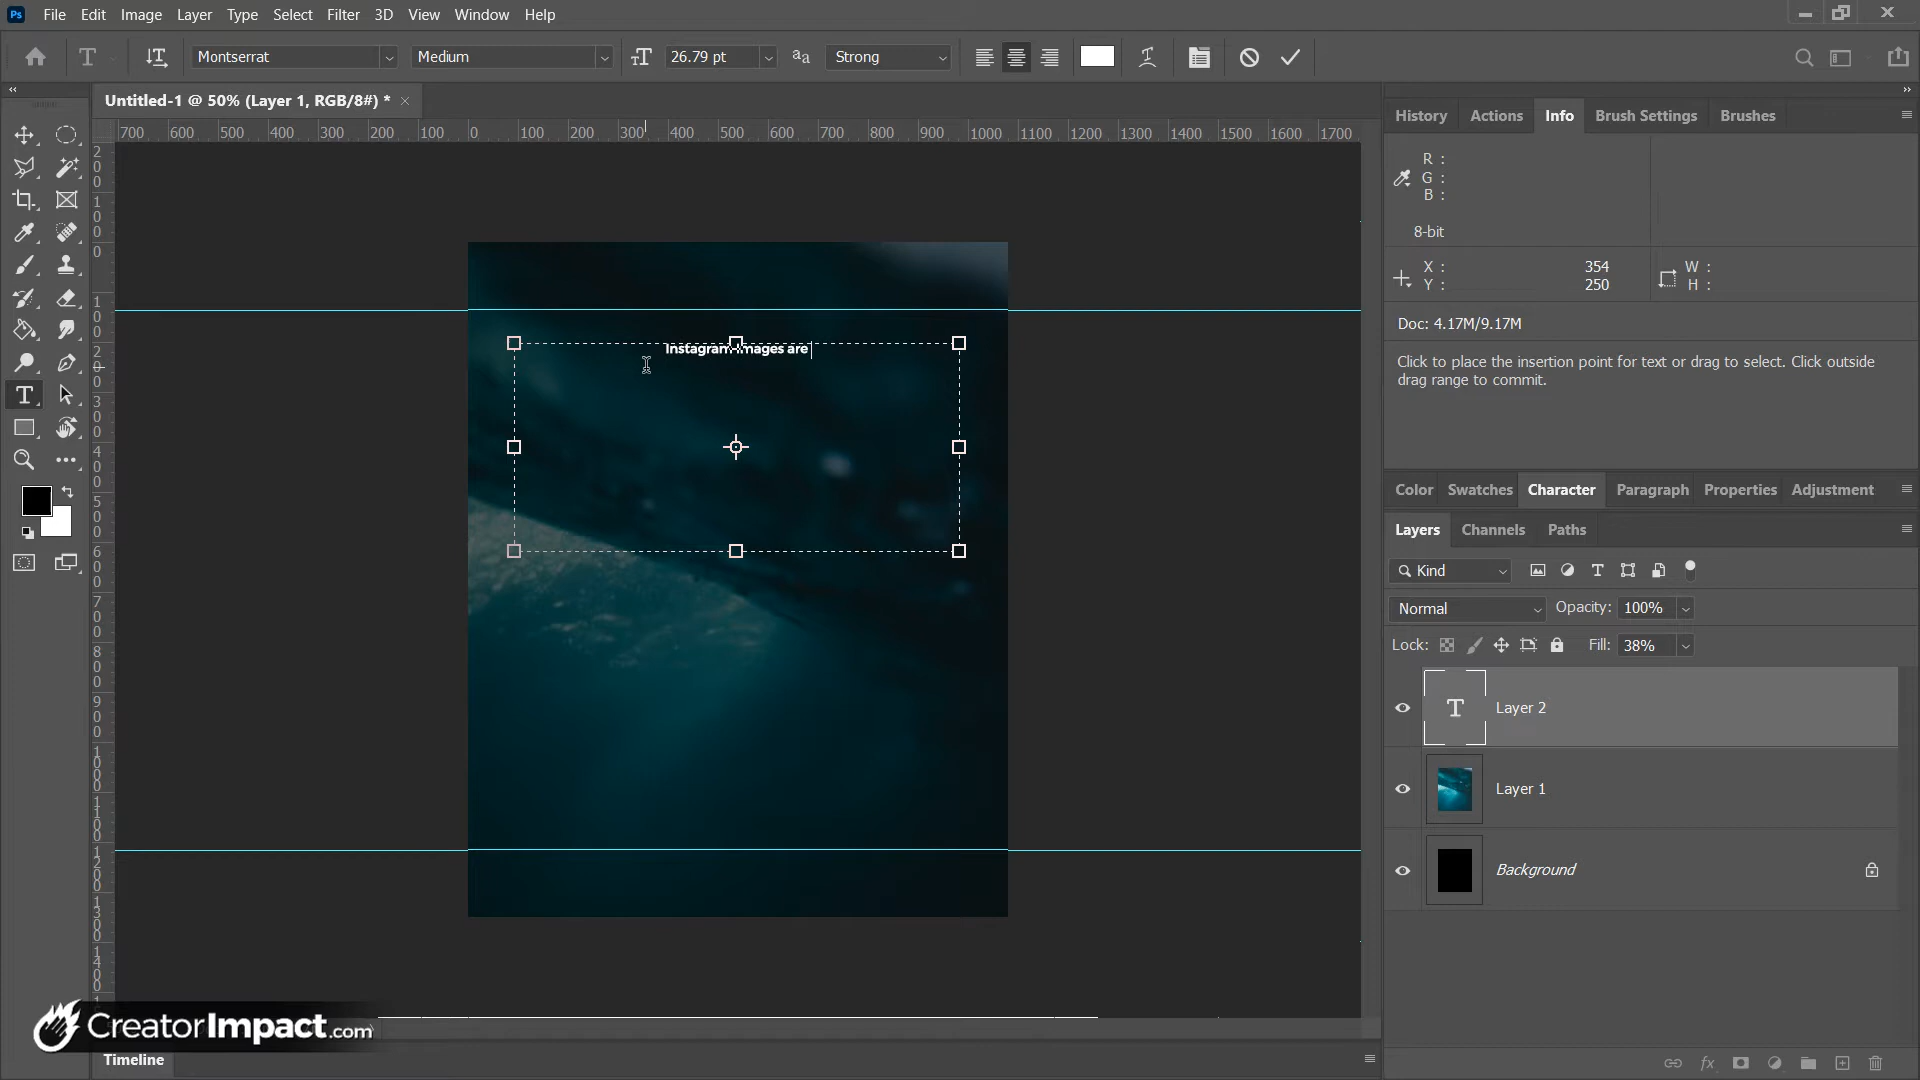 Ps File Edit Image Layer Type Select Filter 3D View Window Help
T Montserrat Medium 26.79 pt Strong
Untitled-1 @ 50% (Layer 1, RGB/8#) *
700 600 500 400 300 200 100 0 100 200 300 400 500 600 700 800 900 1000 1100 1200 1300 1400 1500 1600 1700
Instagram images are
History Actions Info Brush Settings Brushes
R :
G :
B :
8-bit
X : 354
Y : 250
W :
H :
Doc: 4.17M/9.17M
Click to place the insertion point for text or drag to select. Click outside
drag range to commit.
Color Swatches Character Paragraph Properties Adjustment
Layers Channels Paths
Kind
Normal Opacity: 100%
Lock: Fill: 38%
T Layer 2
Layer 1
Background
CreatorImpact.com
Timeline